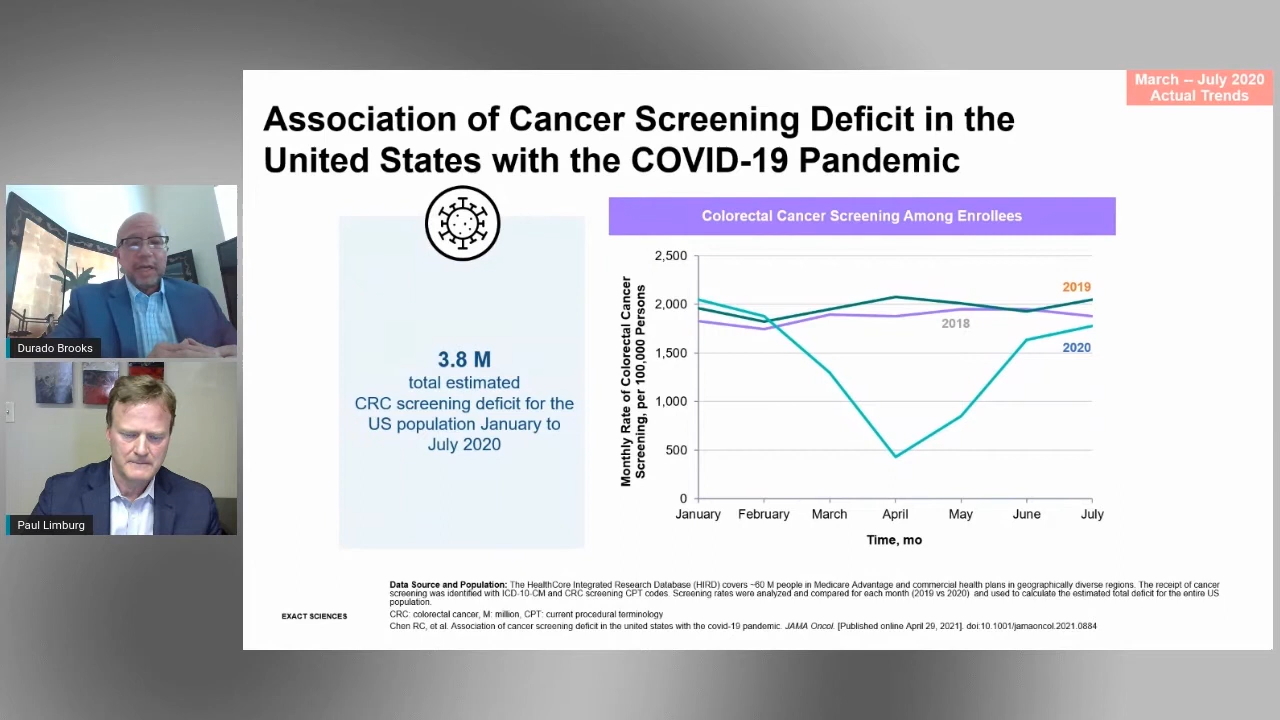 March – July 2020
Actual Trends
Association of Cancer Screening Deficit in the
United States with the COVID-19 Pandemic
Durado Brooks
Paul Limburg
3.8 M
total estimated
CRC screening deficit for the
US population January to
July 2020
Colorectal Cancer Screening Among Enrollees
Monthly Rate of Colorectal Cancer
Screening, per 100,000 Persons
2,500
2,000
1,500
1,000
500
0
2019
2018
2020
January February March April May June July
Time, mo
Data Source and Population: The HealthCore Integrated Research Database (HIRD) covers ~60 M people in Medicare Advantage and commercial health plans in geographically diverse regions. The receipt of cancer
screening was identified with ICD-10-CM and CRC screening CPT codes. Screening rates were analyzed and compared for each month (2019 vs 2020) and used to calculate the estimated total deficit for the entire US
population.
CRC: colorectal cancer, M: million, CPT: current procedural terminology
Chen RC, et al. Association of cancer screening deficit in the united states with the covid-19 pandemic. JAMA Oncol. [Published online April 29, 2021]. doi:10.1001/jamaoncol.2021.0884
EXACT SCIENCES